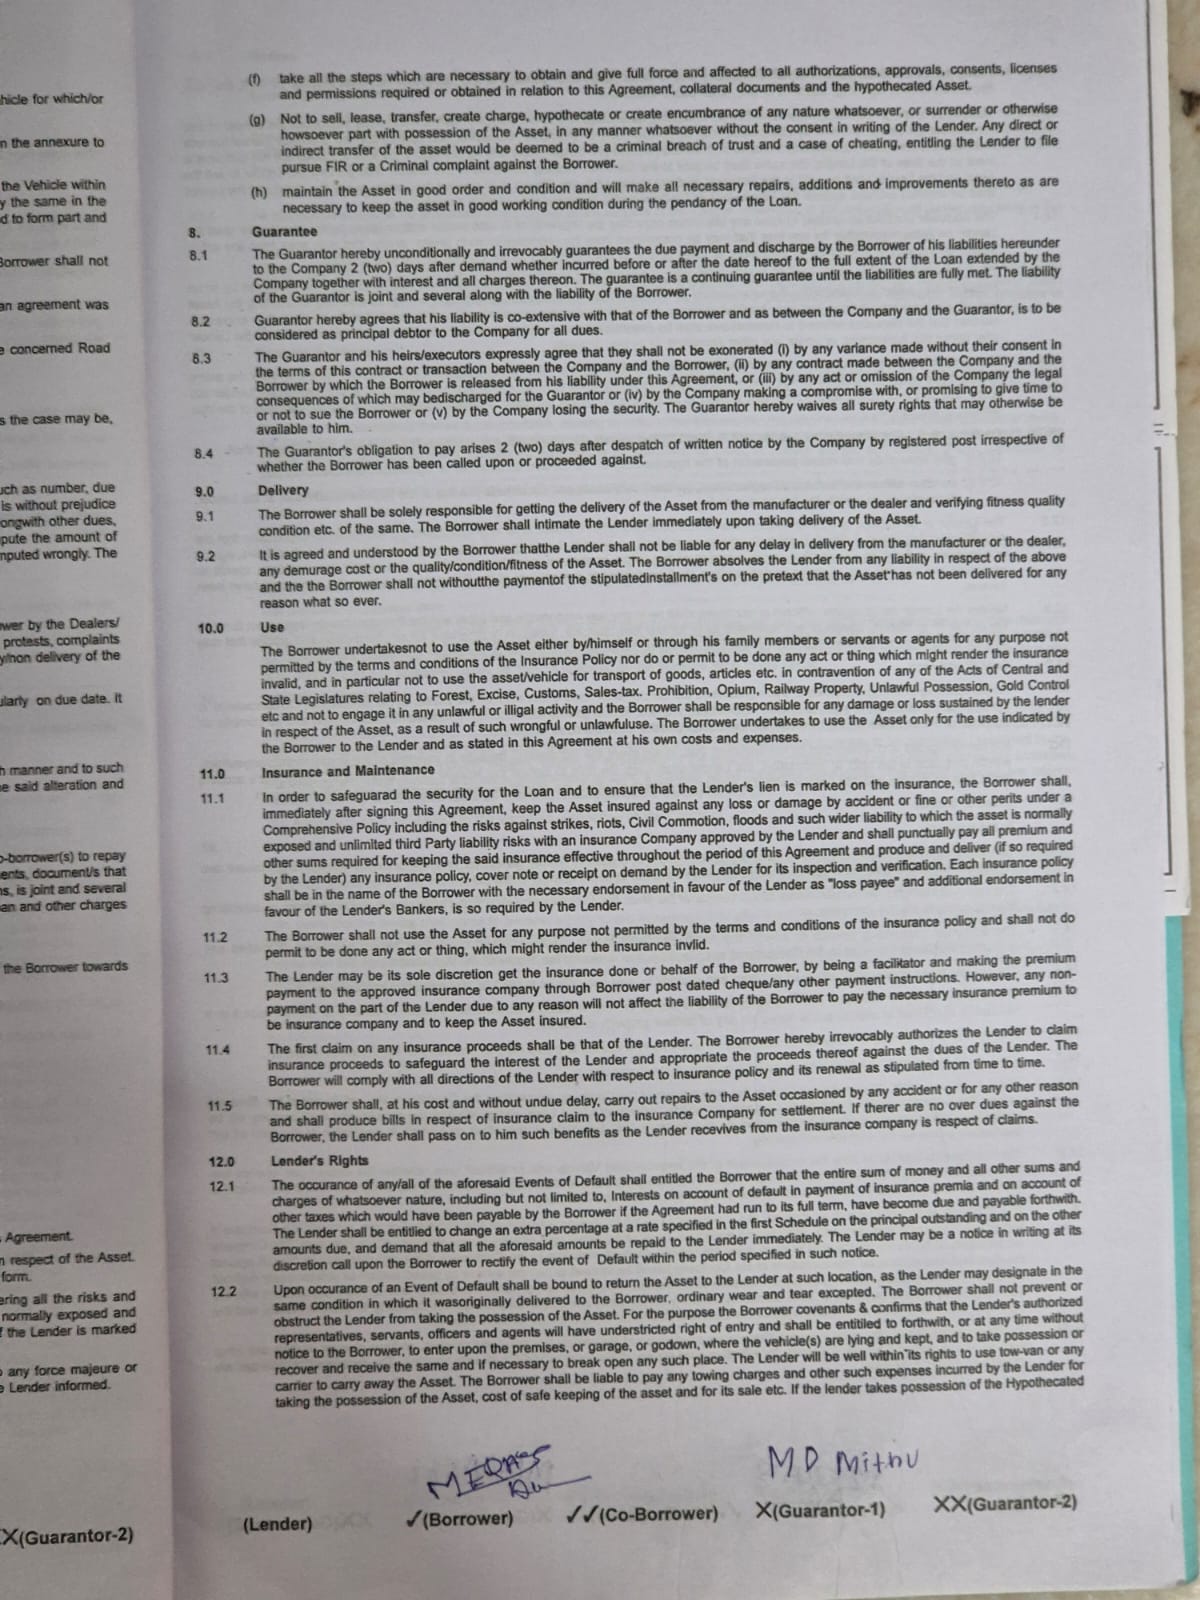 hicle for which/or
n the annexure to
the Vehicle within
y the same in the
d to form part and
Borrower shall not
an agreement was
e concerned Road
s the case may be,
uch as number, due
is without prejudice
ongwith other dues,
pute the amount of
mputed wrongly. The
ower by the Dealers/
protests, complaints
y/non delivery of the
ularly on due date. It
h manner and to such
e said alteration and
o-borrower(s) to repay
ents, document/s that
ns, is joint and several
an and other charges
the Borrower towards
Agreement.
n respect of the Asset.
form.
ering all the risks and
normally exposed and
f the Lender is marked
o any force majeure or
e Lender informed.
X(Guarantor-2)
(f) take all the steps which are necessary to obtain and give full force and affected to all authorizations, approvals, consents, licenses
and permissions required or obtained in relation to this Agreement, collateral documents and the hypothecated Asset.
(g) Not to sell, lease, transfer, create charge, hypothecate or create encumbrance of any nature whatsoever, or surrender or otherwise
howsoever part with possession of the Asset, in any manner whatsoever without the consent in writing of the Lender. Any direct or
indirect transfer of the asset would be deemed to be a criminal breach of trust and a case of cheating, entitling the Lender to file
pursue FIR or a Criminal complaint against the Borrower.
(h) maintain the Asset in good order and condition and will make all necessary repairs, additions and improvements thereto as are
necessary to keep the asset in good working condition during the pendancy of the Loan.
8. Guarantee
8.1 The Guarantor hereby unconditionally and irrevocably guarantees the due payment and discharge by the Borrower of his liabilities hereunder
to the Company 2 (two) days after demand whether incurred before or after the date hereof to the full extent of the Loan extended by the
Company together with interest and all charges thereon. The guarantee is a continuing guarantee until the liabilities are fully met. The liability
of the Guarantor is joint and several along with the liability of the Borrower.
8.2 Guarantor hereby agrees that his liability is co-extensive with that of the Borrower and as between the Company and the Guarantor, is to be
considered as principal debtor to the Company for all dues.
8.3 The Guarantor and his heirs/executors expressly agree that they shall not be exonerated (i) by any variance made without their consent in
the terms of this contract or transaction between the Company and the Borrower, (ii) by any contract made between the Company and the
Borrower by which the Borrower is released from his liability under this Agreement, or (iii) by any act or omission of the Company the legal
consequences of which may bedischarged for the Guarantor or (iv) by the Company making a compromise with, or promising to give time to
or not to sue the Borrower or (v) by the Company losing the security. The Guarantor hereby waives all surety rights that may otherwise be
available to him.
8.4 The Guarantor's obligation to pay arises 2 (two) days after despatch of written notice by the Company by registered post irrespective of
whether the Borrower has been called upon or proceeded against.
9.0 Delivery
9.1 The Borrower shall be solely responsible for getting the delivery of the Asset from the manufacturer or the dealer and verifying fitness quality
condition etc. of the same. The Borrower shall intimate the Lender immediately upon taking delivery of the Asset.
9.2 It is agreed and understood by the Borrower thatthe Lender shall not be liable for any delay in delivery from the manufacturer or the dealer,
any demurage cost or the quality/condition/fitness of the Asset. The Borrower absolves the Lender from any liability in respect of the above
and the the Borrower shall not withoutthe paymentof the stipulatedinstallment's on the pretext that the Asset has not been delivered for any
reason what so ever.
10.0 Use
The Borrower undertakesnot to use the Asset either by/himself or through his family members or servants or agents for any purpose not
permitted by the terms and conditions of the Insurance Policy nor do or permit to be done any act or thing which might render the insurance
invalid, and in particular not to use the asset/vehicle for transport of goods, articles etc. in contravention of any of the Acts of Central and
State Legislatures relating to Forest, Excise, Customs, Sales-tax. Prohibition, Opium, Railway Property, Unlawful Possession, Gold Control
etc and not to engage it in any unlawful or illigal activity and the Borrower shall be responsible for any damage or loss sustained by the lender
in respect of the Asset, as a result of such wrongful or unlawfuluse. The Borrower undertakes to use the Asset only for the use indicated by
the Borrower to the Lender and as stated in this Agreement at his own costs and expenses.
11.0 Insurance and Maintenance
11.1 In order to safeguarad the security for the Loan and to ensure that the Lender's lien is marked on the insurance, the Borrower shall,
immediately after signing this Agreement, keep the Asset insured against any loss or damage by accident or fine or other perits under a
Comprehensive Policy including the risks against strikes, riots, Civil Commotion, floods and such wider liability to which the asset is normally
exposed and unlimited third Party liability risks with an insurance Company approved by the Lender and shall punctually pay all premium and
other sums required for keeping the said insurance effective throughout the period of this Agreement and produce and deliver (if so required
by the Lender) any insurance policy, cover note or receipt on demand by the Lender for its inspection and verification. Each insurance policy
shall be in the name of the Borrower with the necessary endorsement in favour of the Lender as "loss payee" and additional endorsement in
favour of the Lender's Bankers, is so required by the Lender.
11.2 The Borrower shall not use the Asset for any purpose not permitted by the terms and conditions of the insurance policy and shall not do
permit to be done any act or thing, which might render the insurance invlid.
11.3 The Lender may be its sole discretion get the insurance done or behalf of the Borrower, by being a facilitator and making the premium
payment to the approved insurance company through Borrower post dated cheque/any other payment instructions. However, any non-
payment on the part of the Lender due to any reason will not affect the liability of the Borrower to pay the necessary insurance premium to
be insurance company and to keep the Asset insured.
11.4 The first claim on any insurance proceeds shall be that of the Lender. The Borrower hereby irrevocably authorizes the Lender to claim
insurance proceeds to safeguard the interest of the Lender and appropriate the proceeds thereof against the dues of the Lender. The
Borrower will comply with all directions of the Lender with respect to insurance policy and its renewal as stipulated from time to time.
11.5 The Borrower shall, at his cost and without undue delay, carry out repairs to the Asset occasioned by any accident or for any other reason
and shall produce bills in respect of insurance claim to the insurance Company for settlement. If therer are no over dues against the
Borrower, the Lender shall pass on to him such benefits as the Lender recevives from the insurance company is respect of claims.
12.0 Lender's Rights
12.1 The occurance of any/all of the aforesaid Events of Default shall entitled the Borrower that the entire sum of money and all other sums and
charges of whatsoever nature, including but not limited to, Interests on account of default in payment of insurance premia and on account of
other taxes which would have been payable by the Borrower if the Agreement had run to its full term, have become due and payable forthwith.
The Lender shall be entitlied to change an extra percentage at a rate specified in the first Schedule on the principal outstanding and on the other
amounts due, and demand that all the aforesaid amounts be repaid to the Lender immediately. The Lender may be a notice in writing at its
discretion call upon the Borrower to rectify the event of Default within the period specified in such notice.
12.2 Upon occurance of an Event of Default shall be bound to return the Asset to the Lender at such location, as the Lender may designate in the
same condition in which it wasoriginally delivered to the Borrower, ordinary wear and tear excepted. The Borrower shall not prevent or
obstruct the Lender from taking the possession of the Asset. For the purpose the Borrower covenants & confirms that the Lender's authorized
representatives, servants, officers and agents will have understricted right of entry and shall be entitiled to forthwith, or at any time without
notice to the Borrower, to enter upon the premises, or garage, or godown, where the vehicle(s) are lying and kept, and to take possession or
recover and receive the same and if necessary to break open any such place. The Lender will be well within its rights to use tow-van or any
carrier to carry away the Asset. The Borrower shall be liable to pay any towing charges and other such expenses incurred by the Lender for
taking the possession of the Asset, cost of safe keeping of the asset and for its sale etc. If the lender takes possession of the Hypothecated
MD Mithu
(Lender) ✓(Borrower) ✓✓(Co-Borrower) X(Guarantor-1) XX(Guarantor-2)